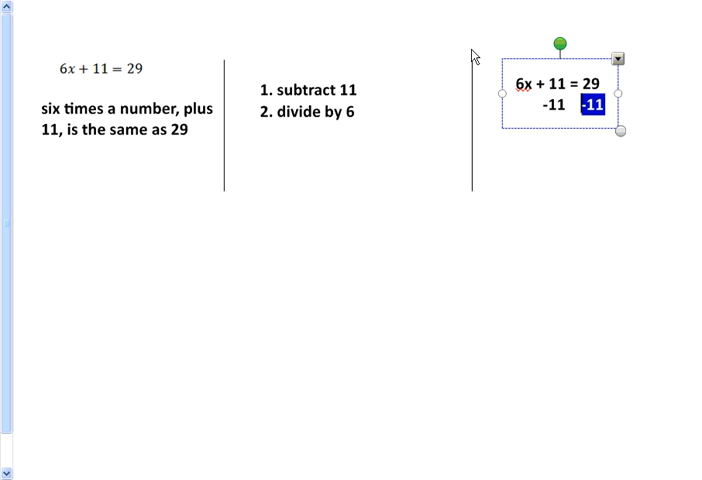 6x + 11 = 29
six times a number, plus
11, is the same as 29
1. subtract 11
2. divide by 6
6x + 11 = 29
-11 -11